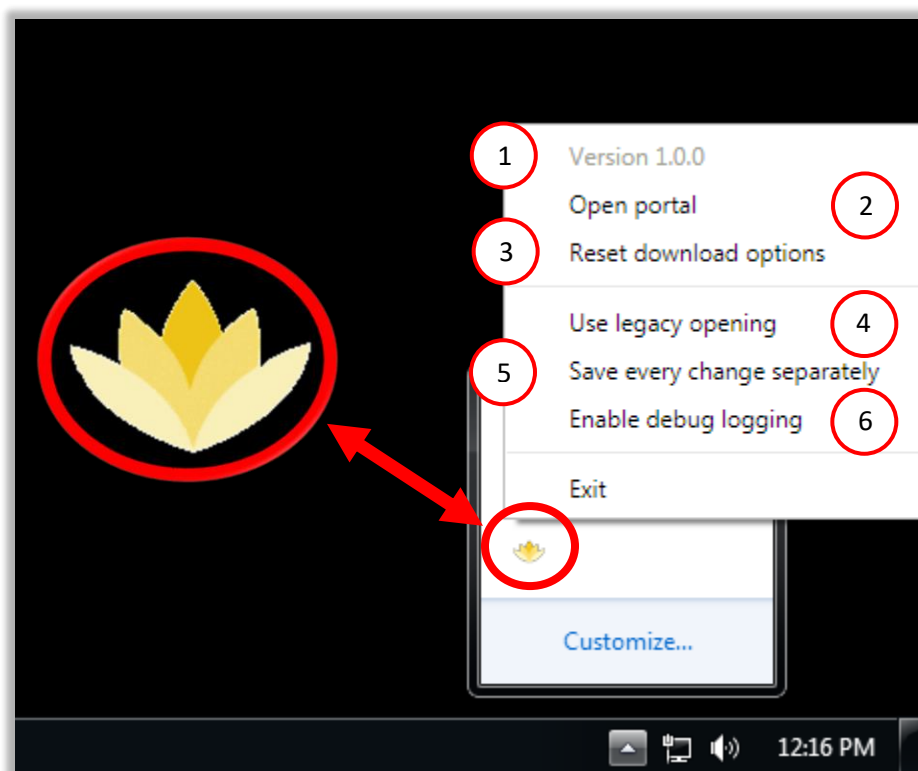 1 Version 1.0.0
Open portal 2
3 Reset download options
Use legacy opening 4
5 Save every change separately
Enable debug logging 6
Exit
Customize...
12:16 PM